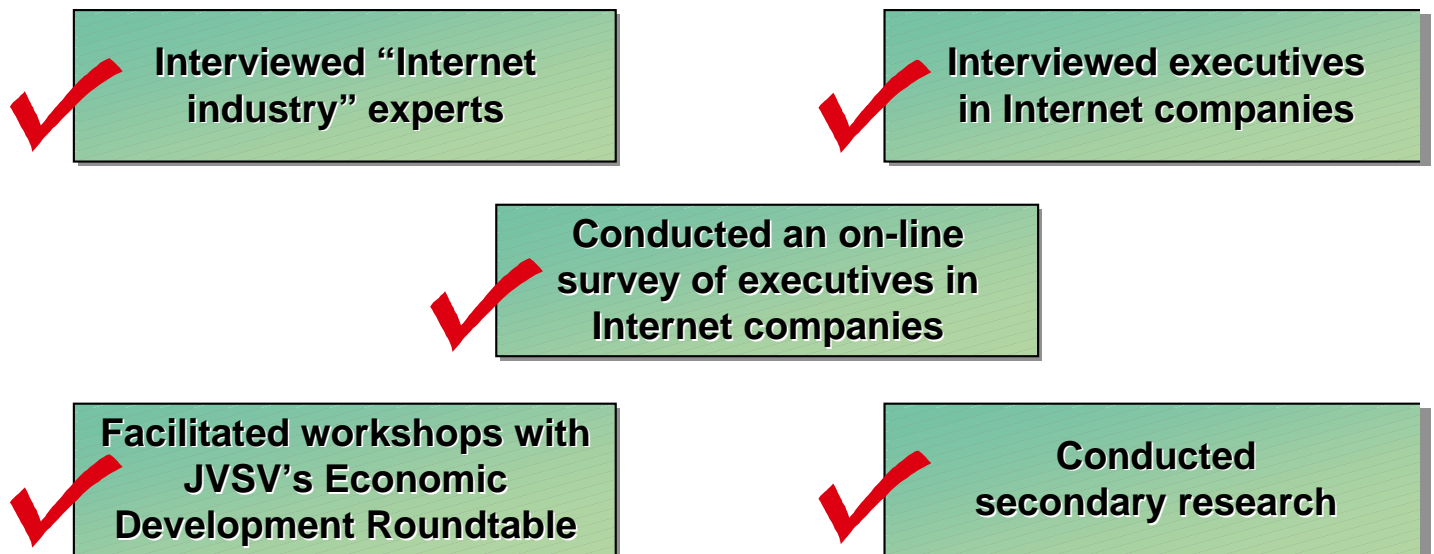 Interviewed “Internet
industry” experts
Interviewed executives
in Internet companies
Conducted an on-line
survey of executives in
Internet companies
Facilitated workshops with
JVSV’s Economic
Development Roundtable
Conducted
secondary research